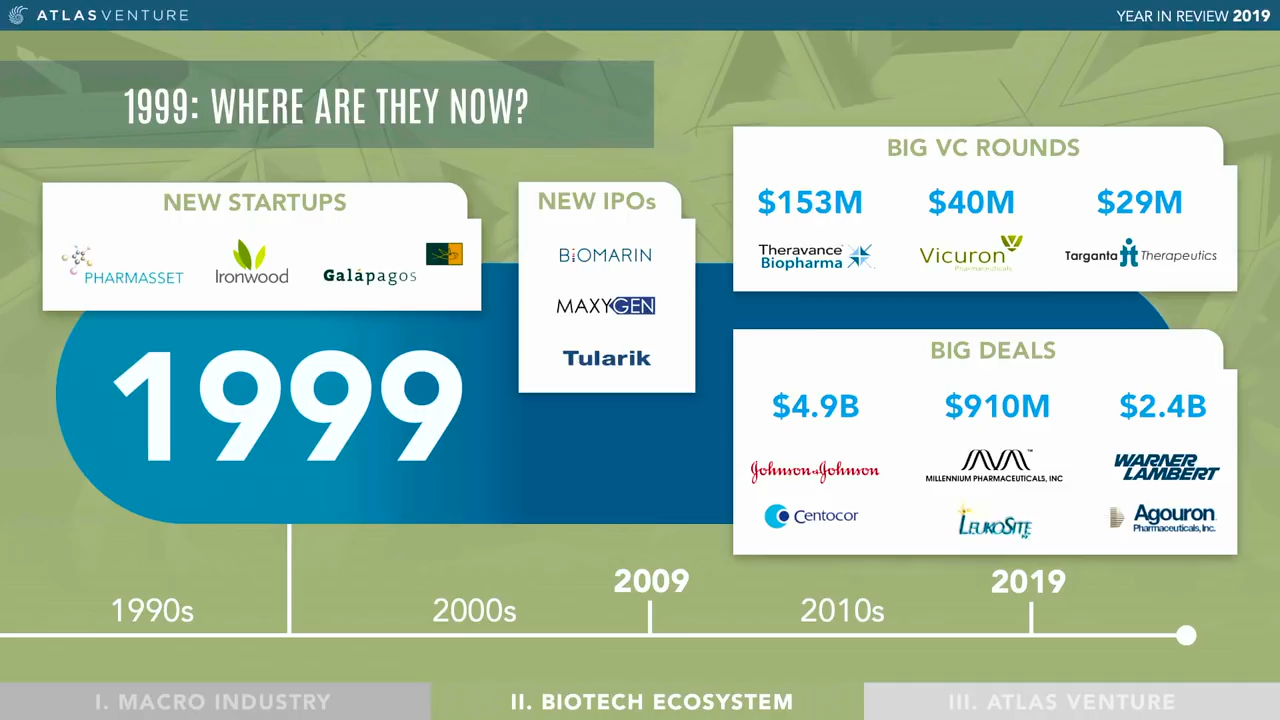 ATLAS VENTURE
YEAR IN REVIEW 2019
1999: WHERE ARE THEY NOW?
NEW STARTUPS
PHARMASSET
Ironwood
Galápagos
NEW IPOs
BIOMARIN
MAXYGEN
Tularik
BIG VC ROUNDS
$153M $40M $29M
Theravance
Biopharma
Vicuron
Pharmaceuticals
Targanta Therapeutics
BIG DEALS
$4.9B $910M $2.4B
Johnson & Johnson
MILLENNIUM PHARMACEUTICALS, INC
WARNER
LAMBERT
Centocor
LEUKOSITE
Agouron
Pharmaceuticals, Inc.
1999
2009 2019
1990s 2000s 2010s
I. MACRO INDUSTRY II. BIOTECH ECOSYSTEM III. ATLAS VENTURE